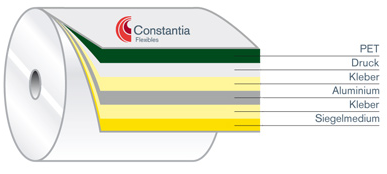 Constantia
Flexibles
PET
Druck
Kleber
Aluminium
Kleber
Siegelmedium